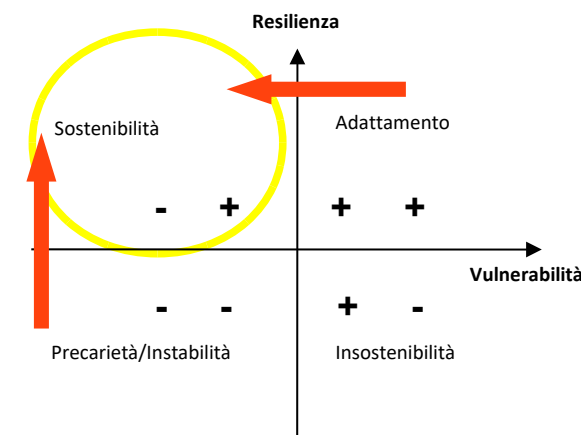 Resilienza
Sostenibilità
Adattamento
- + + +
Vulnerabilità
- - + -
Precarietà/Instabilità
Insostenibilità